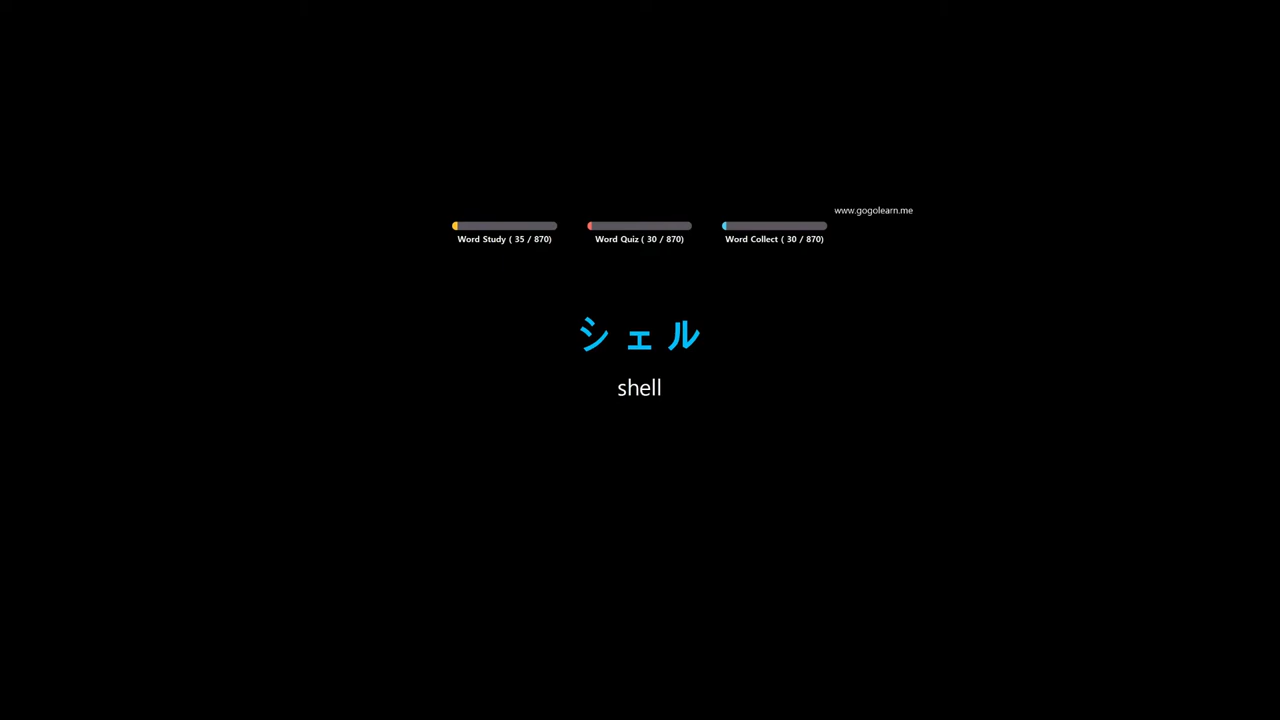 www.gogolearn.me
Word Study ( 35 / 870)
Word Quiz ( 30 / 870)
Word Collect ( 30 / 870)
シェル
shell